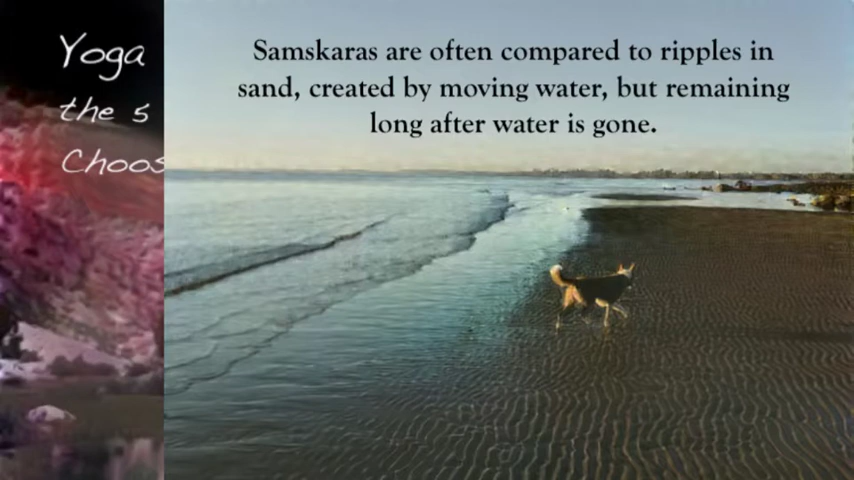 Yoga
the 5
Choos
Samskaras are often compared to ripples in
sand, created by moving water, but remaining
long after water is gone.